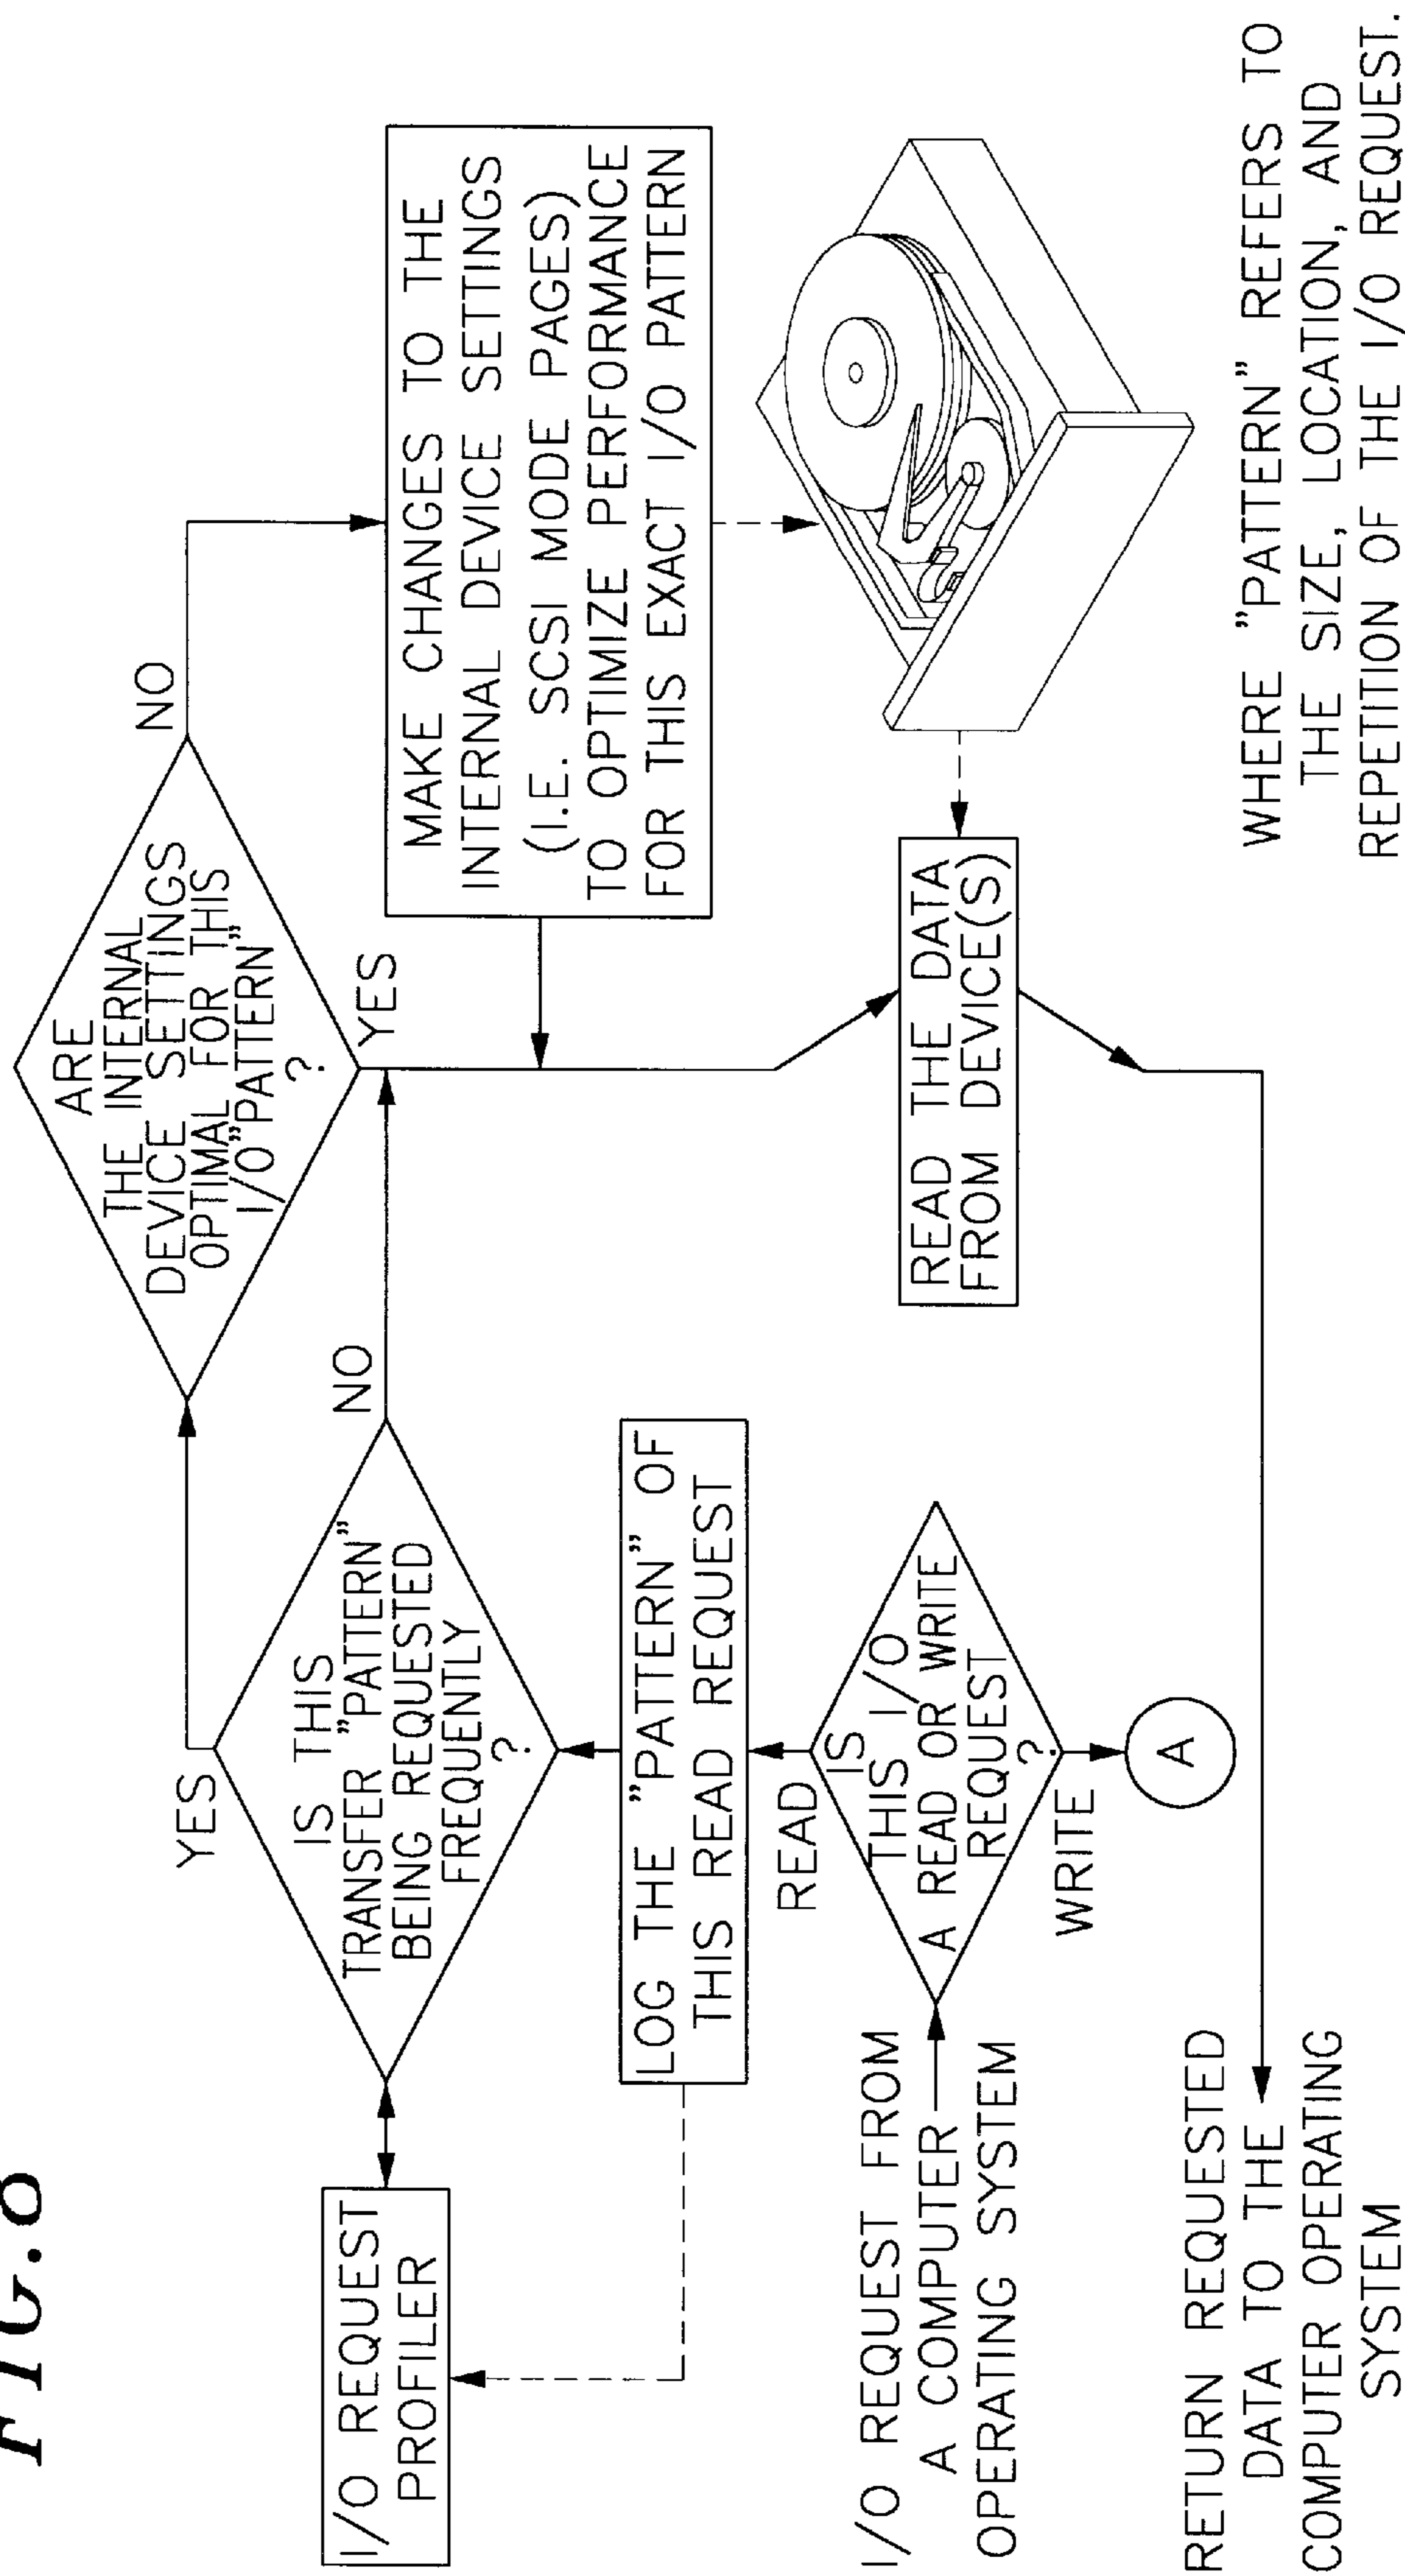 FIG.8
I/O REQUEST
PROFILER
YES
IS THIS
TRANSFER "PATTERN"
BEING REQUESTED
FREQUENTLY
?
NO
ARE
THE INTERNAL
DEVICE SETTINGS
OPTIMAL FOR THIS
I/O"PATTERN"
?
NO
YES
MAKE CHANGES TO THE
INTERNAL DEVICE SETTINGS
(I.E. SCSI MODE PAGES)
TO OPTIMIZE PERFORMANCE
FOR THIS EXACT I/O PATTERN
LOG THE "PATTERN" OF
THIS READ REQUEST
READ
I/O REQUEST FROM
A COMPUTER
OPERATING SYSTEM
IS
THIS I/O
A READ OR WRITE
REQUEST
?
WRITE
A
READ THE DATA
FROM DEVICE(S)
RETURN REQUESTED
DATA TO THE
COMPUTER OPERATING
SYSTEM
WHERE "PATTERN" REFERS TO
THE SIZE, LOCATION, AND
REPETITION OF THE I/O REQUEST.